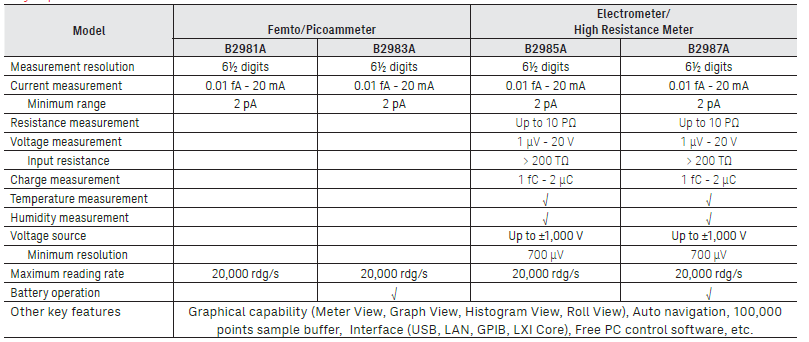 Model
Femto/Picoammeter
Electrometer/
High Resistance Meter
B2981A B2983A B2985A B2987A
Measurement resolution 6½ digits 6½ digits 6½ digits 6½ digits
Current measurement 0.01 fA - 20 mA 0.01 fA - 20 mA 0.01 fA - 20 mA 0.01 fA - 20 mA
Minimum range 2 pA 2 pA 2 pA 2 pA
Resistance measurement Up to 10 PΩ Up to 10 PΩ
Voltage measurement 1 µV - 20 V 1 µV - 20 V
Input resistance > 200 TΩ > 200 TΩ
Charge measurement 1 fC - 2 µC 1 fC - 2 µC
Temperature measurement √ √
Humidity measurement √ √
Voltage source Up to ±1,000 V Up to ±1,000 V
Minimum resolution 700 µV 700 µV
Maximum reading rate 20,000 rdg/s 20,000 rdg/s 20,000 rdg/s 20,000 rdg/s
Battery operation √ √
Other key features Graphical capability (Meter View, Graph View, Histogram View, Roll View), Auto navigation, 100,000
points sample buffer, Interface (USB, LAN, GPIB, LXI Core), Free PC control software, etc.